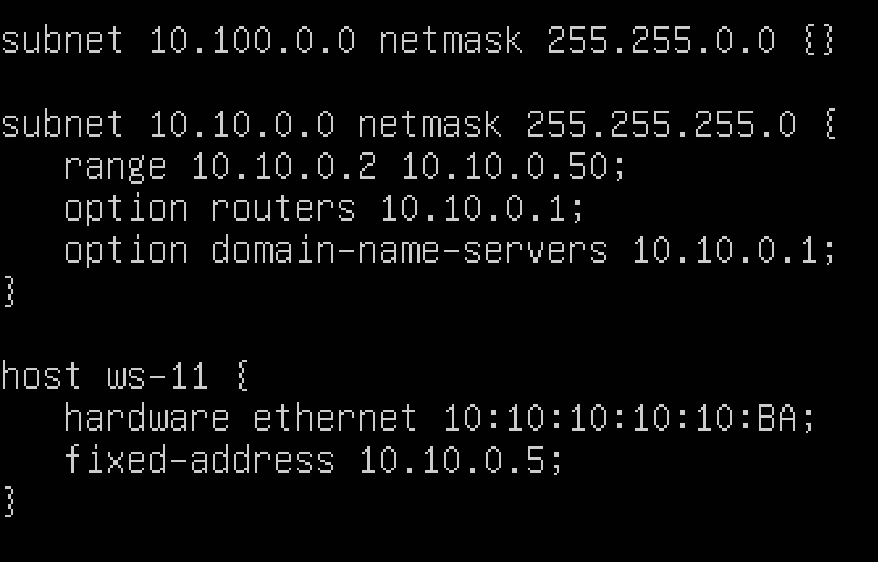 subnet 10.100.0.0 netmask 255.255.0.0 {}
subnet 10.10.0.0 netmask 255.255.255.0 {
range 10.10.0.2 10.10.0.50;
option routers 10.10.0.1;
option domain-name-servers 10.10.0.1;
}
host ws-11 {
hardware ethernet 10:10:10:10:10:BA;
fixed-address 10.10.0.5;
}